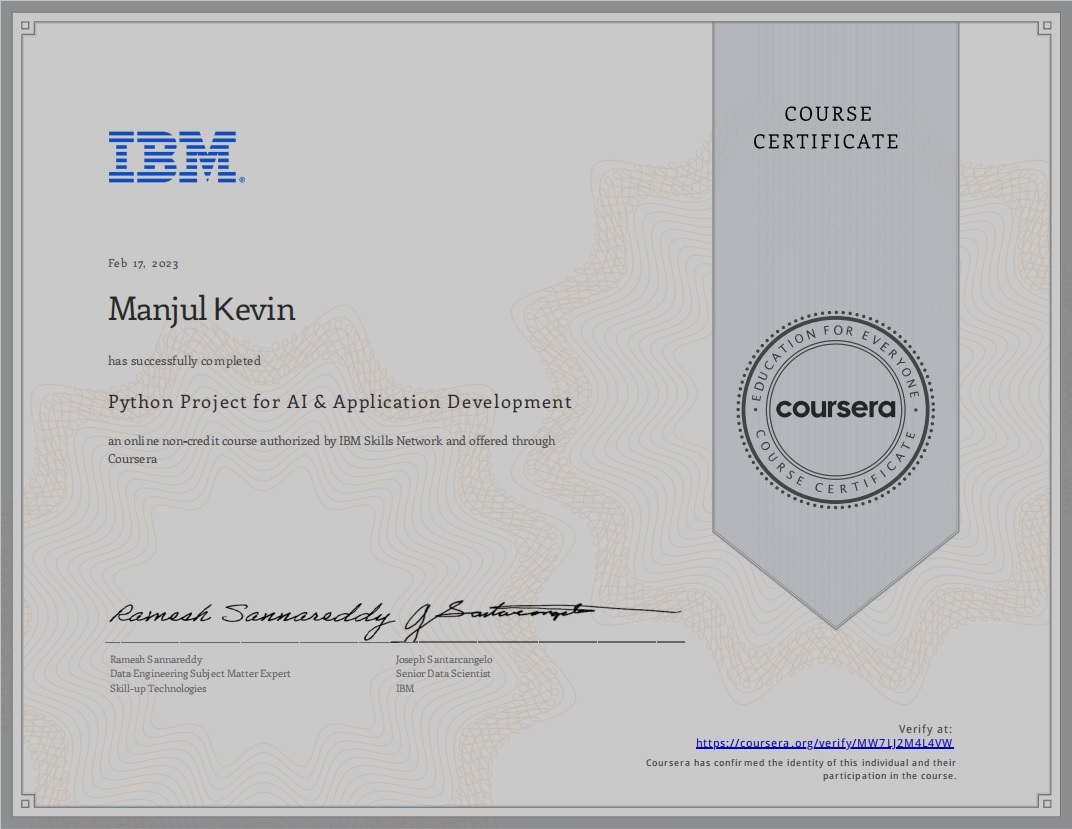 COURSE
CERTIFICATE
IBM®
Feb 17, 2023
Manjul Kevin
has successfully completed
Python Project for AI & Application Development
an online non-credit course authorized by IBM Skills Network and offered through
Coursera
EDUCATION FOR EVERYONE
coursera
COURSE CERTIFICATE
Ramesh Sannareddy
J Santarcangelo
Ramesh Sannareddy
Data Engineering Subject Matter Expert
Skill-up Technologies
Joseph Santarcangelo
Senior Data Scientist
IBM
Verify at:
https://coursera.org/verify/MW7LJ2M4L4VW
Coursera has confirmed the identity of this individual and their
participation in the course.